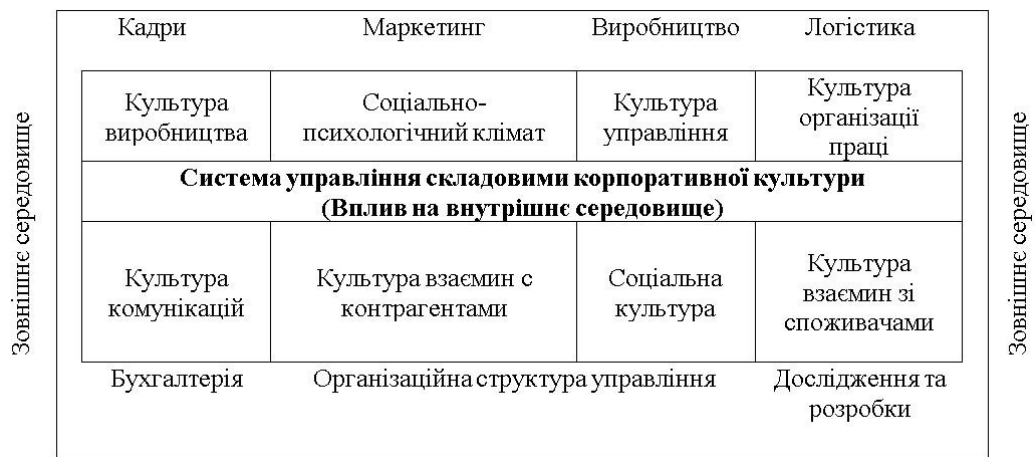 Кадри Маркетинг Виробництво Логістика
Культура виробництва
Соціально-
психологічний клімат
Культура
управління
Культура
організації
праці
Система управління складовими корпоративної культури
(Вплив на внутрішнє середовище)
Культура
комунікацій
Культура взаємин с
контрагентами
Соціальна
культура
Культура
взаємин зі
споживачами
Бухгалтерія Організаційна структура управління Дослідження та
розробки
Зовнішнє середовище
Зовнішнє середовище